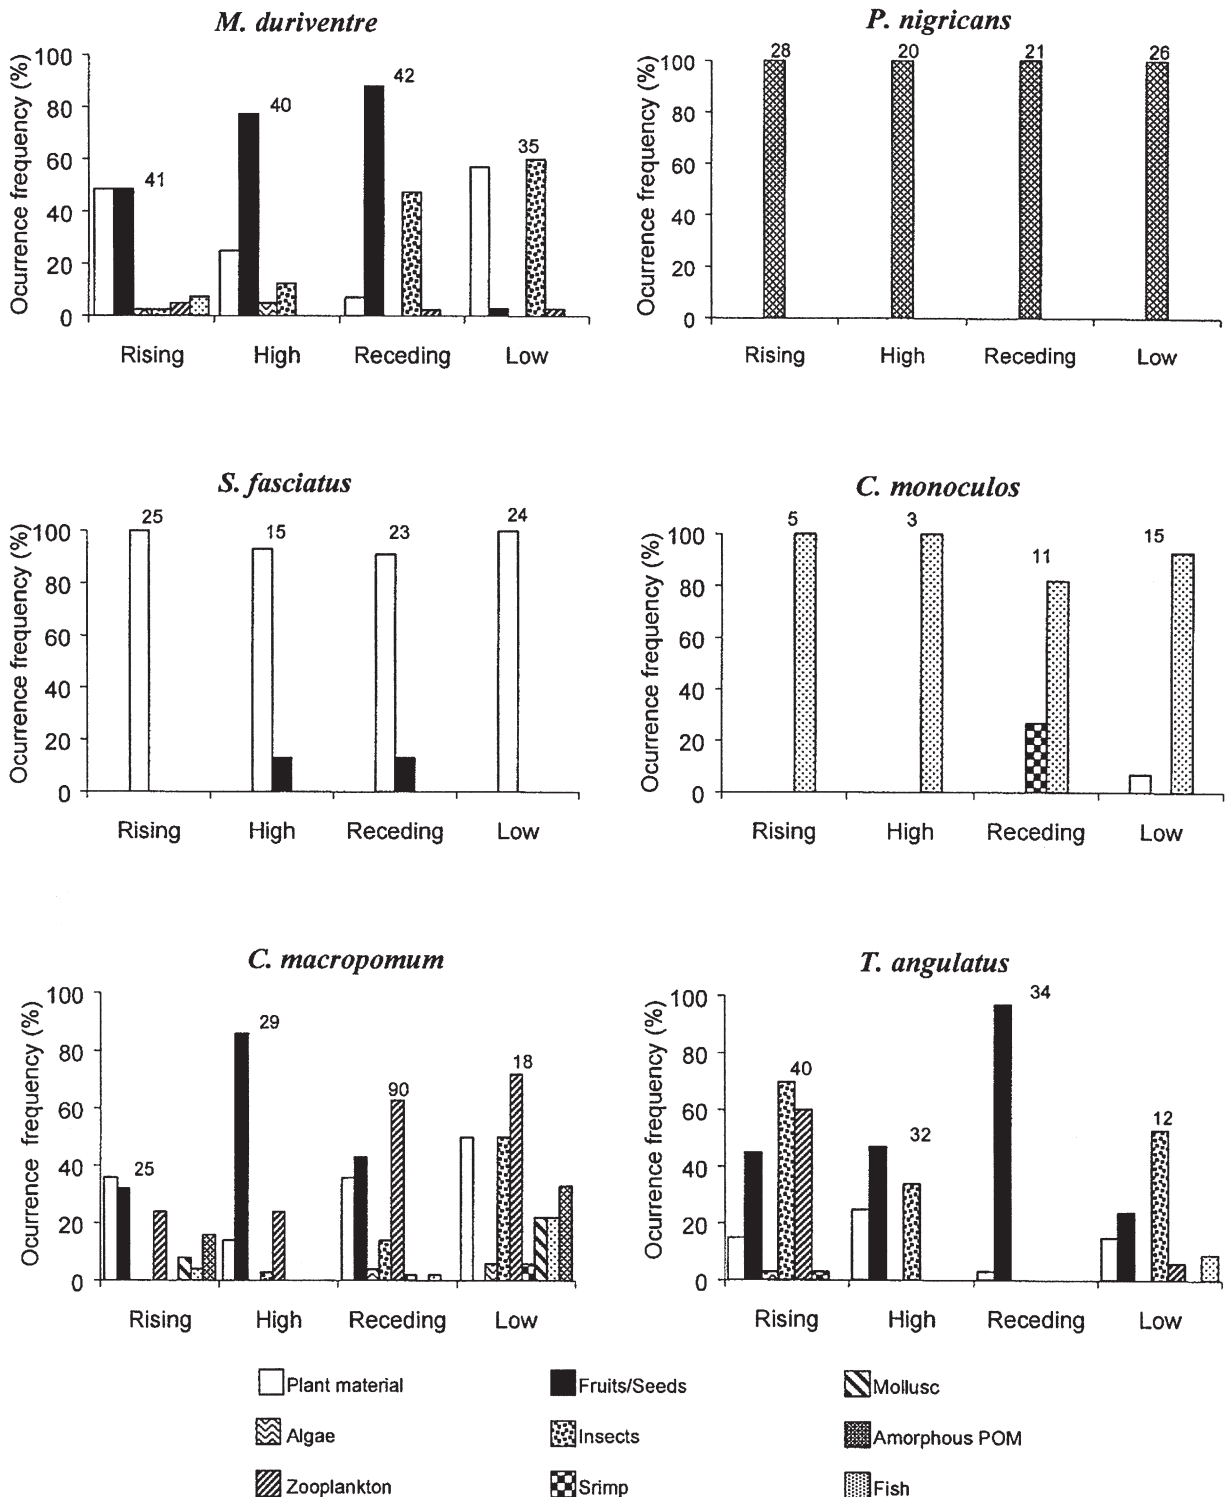 M. duriventre
Ocurrence frequency (%)
100
80
60
40
20
0
41
40
42
35
Rising High Receding Low
P. nigricans
Ocurrence frequency (%)
100
80
60
40
20
0
28
20
21
26
Rising High Receding Low
S. fasciatus
Ocurrence frequency (%)
100
80
60
40
20
0
25
15
23
24
Rising High Receding Low
C. monoculos
Ocurrence frequency (%)
100
80
60
40
20
0
5
3
11
15
Rising High Receding Low
C. macropomum
Ocurrence frequency (%)
100
80
60
40
20
0
25
29
90
18
Rising High Receding Low
T. angulatus
Ocurrence frequency (%)
100
80
60
40
20
0
40
32
34
12
Rising High Receding Low
Plant material Fruits/Seeds Mollusc
Algae Insects Amorphous POM
Zooplankton Srimp Fish